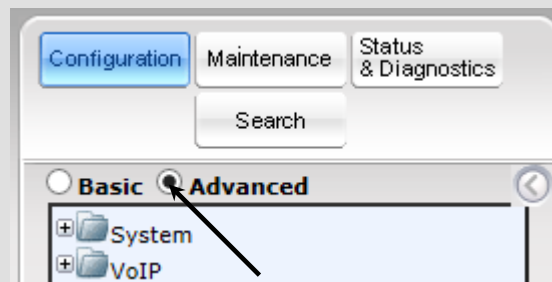 Configuration
Maintenance
Status
& Diagnostics
Search
Basic
Advanced
System
VoIP